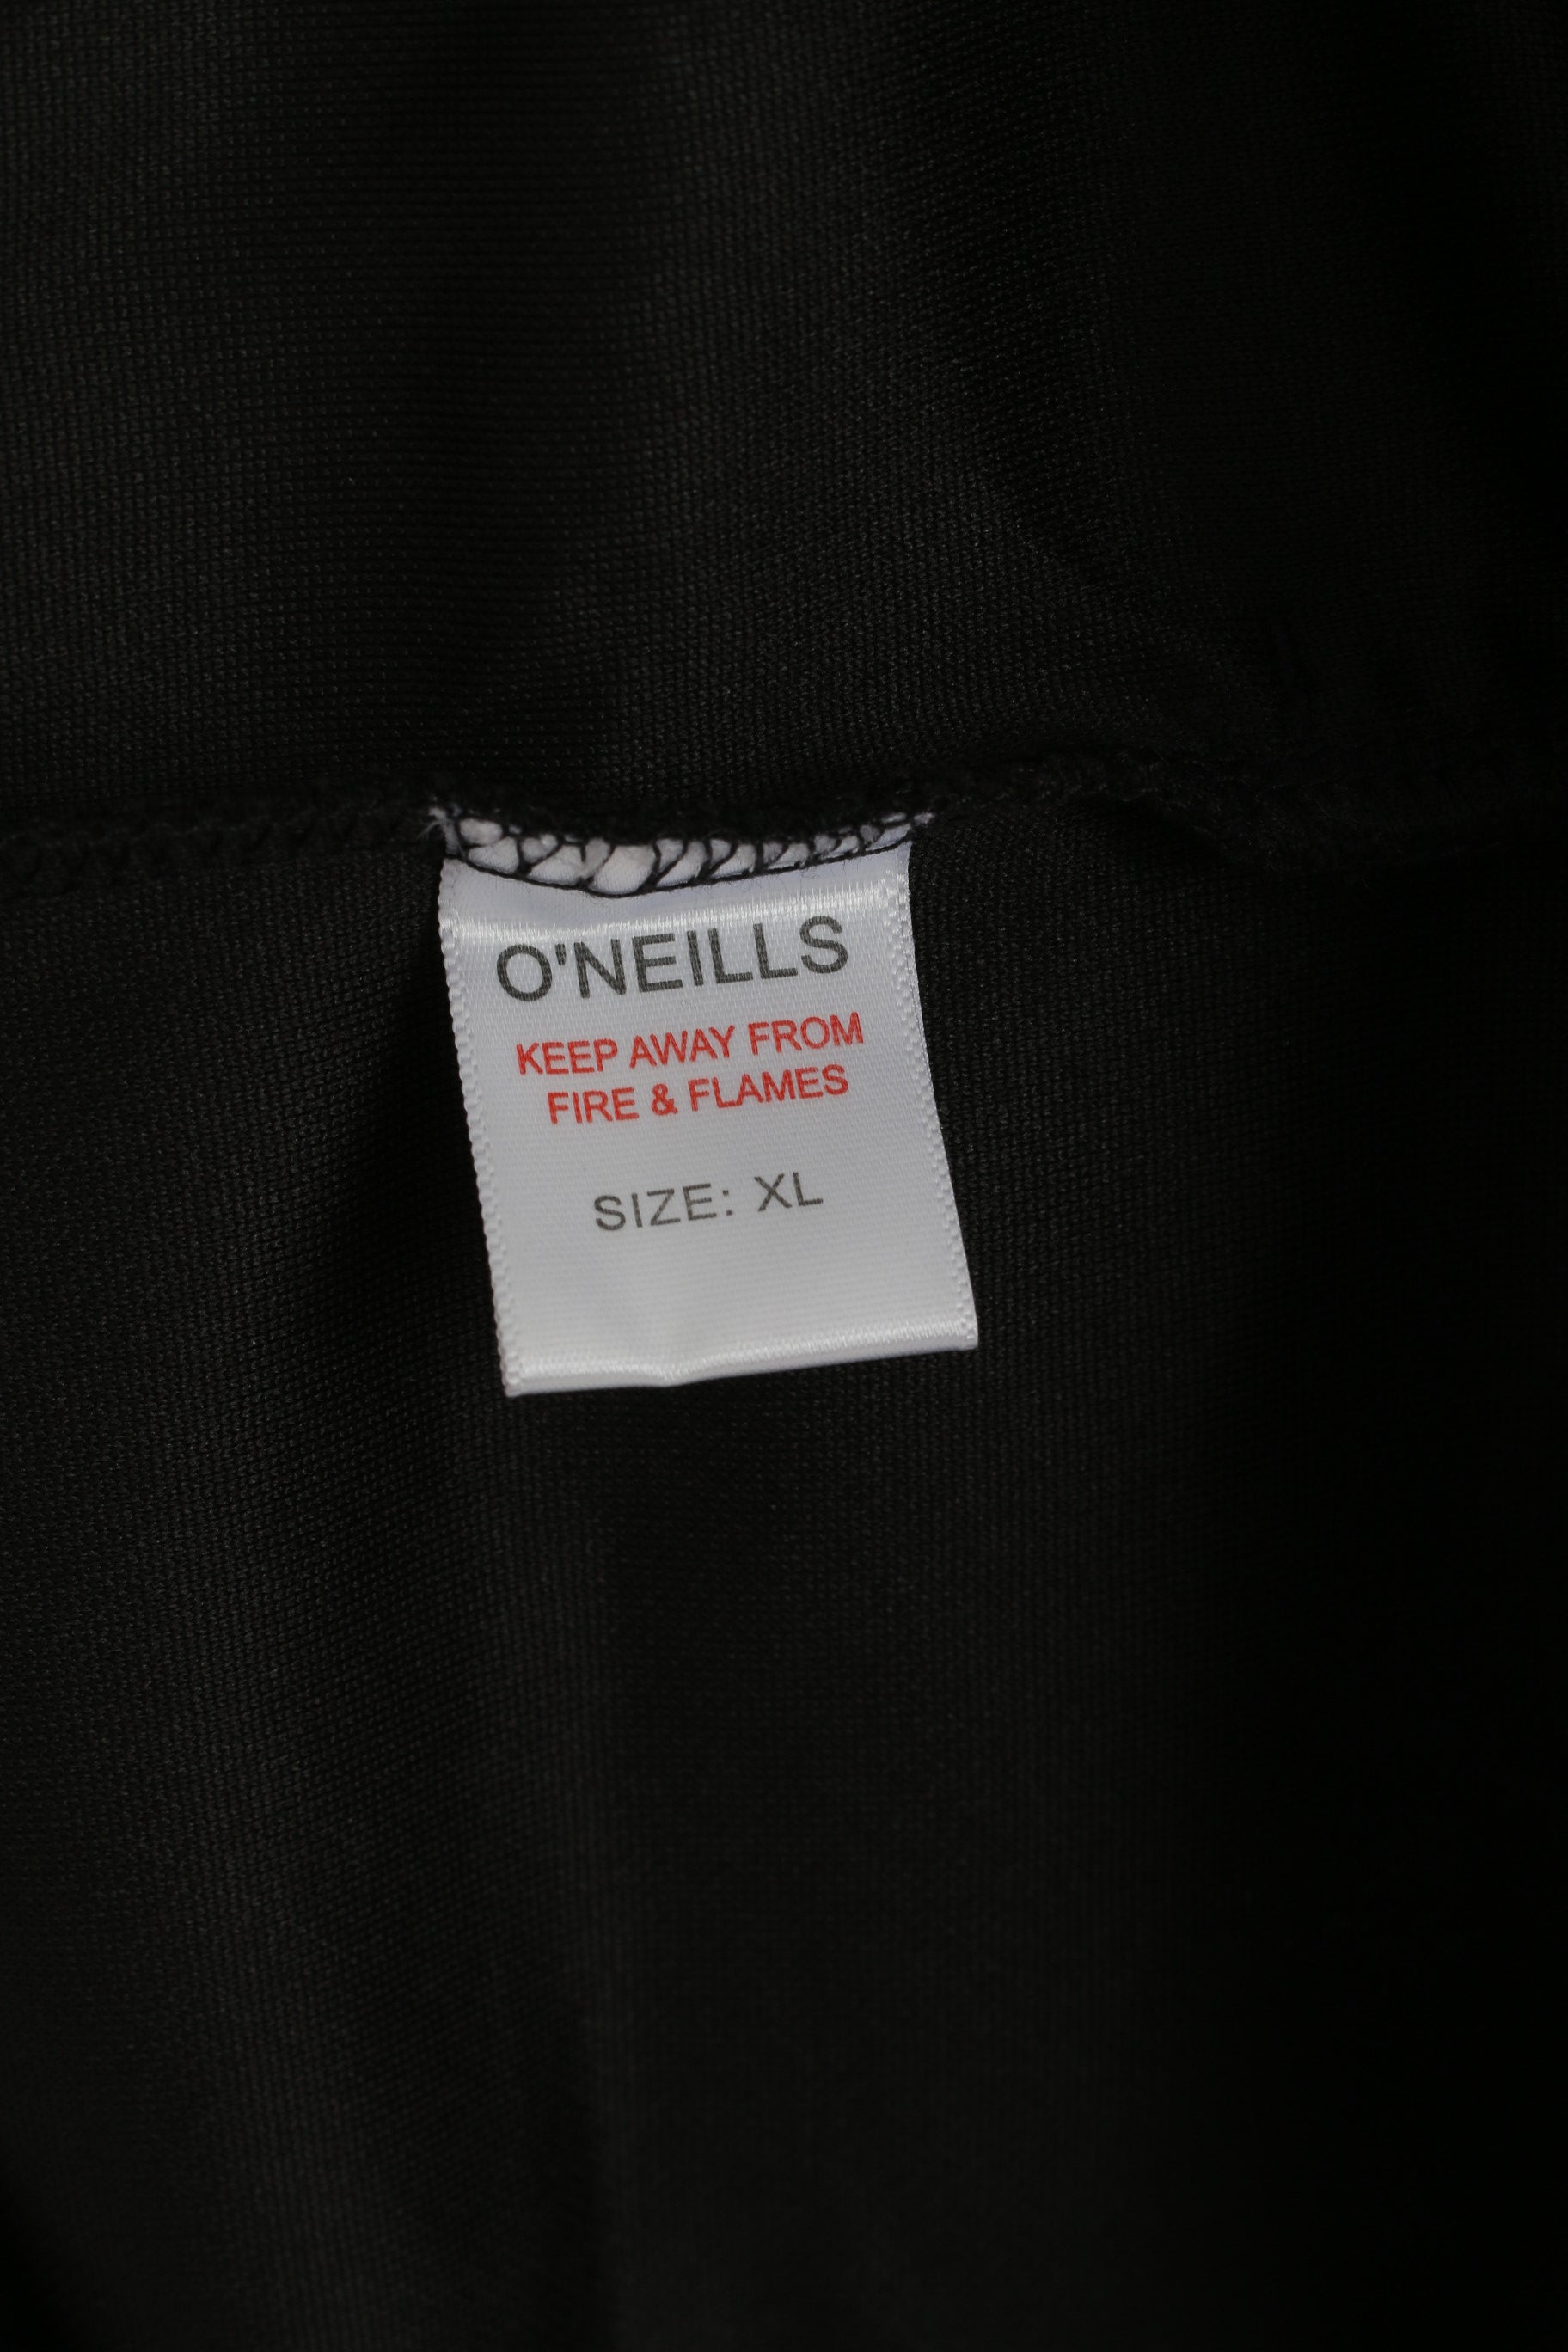 O'NEILLS
KEEP AWAY FROM
FIRE & FLAMES
SIZE: XL